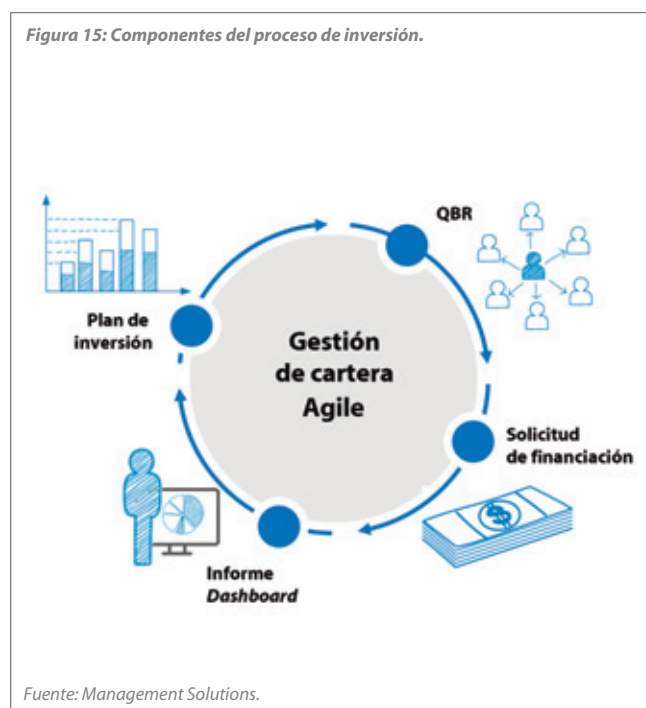 Figura 15: Componentes del proceso de inversión.
QBR
Plan de
inversión
Gestión
de cartera
Agile
Solicitud
de financiación
Informe
Dashboard
Fuente: Management Solutions.